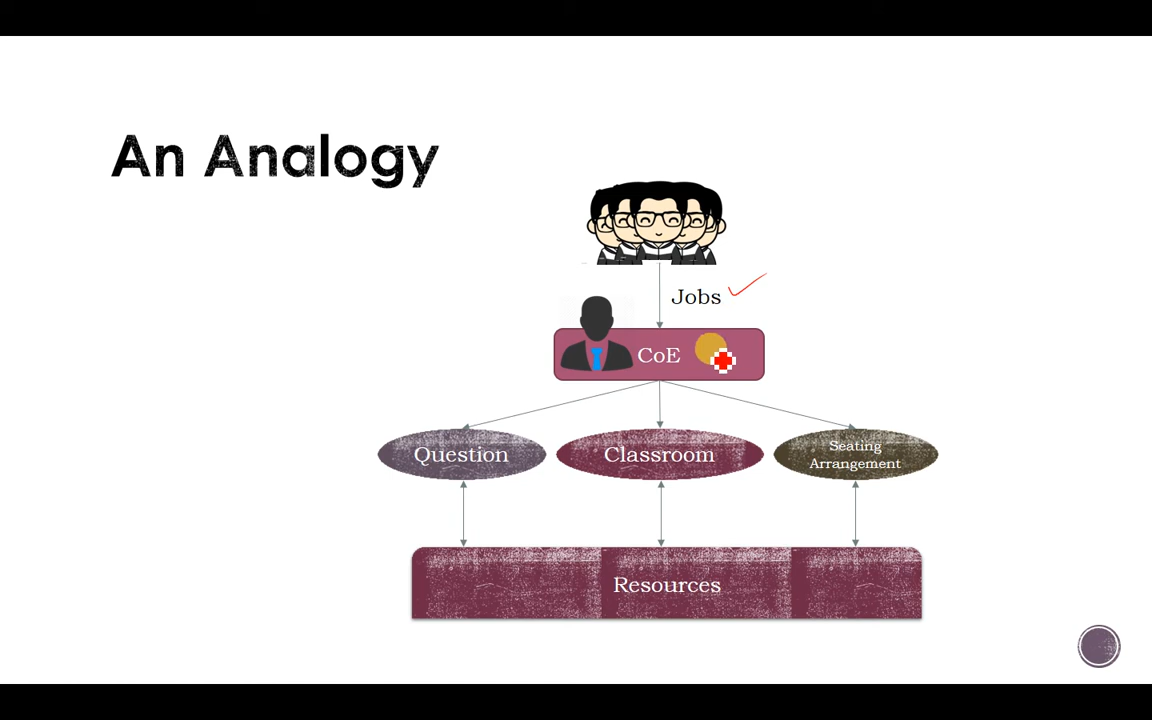 An Analogy
Jobs
CoE
Question
Classroom
Seating
Arrangement
Resources